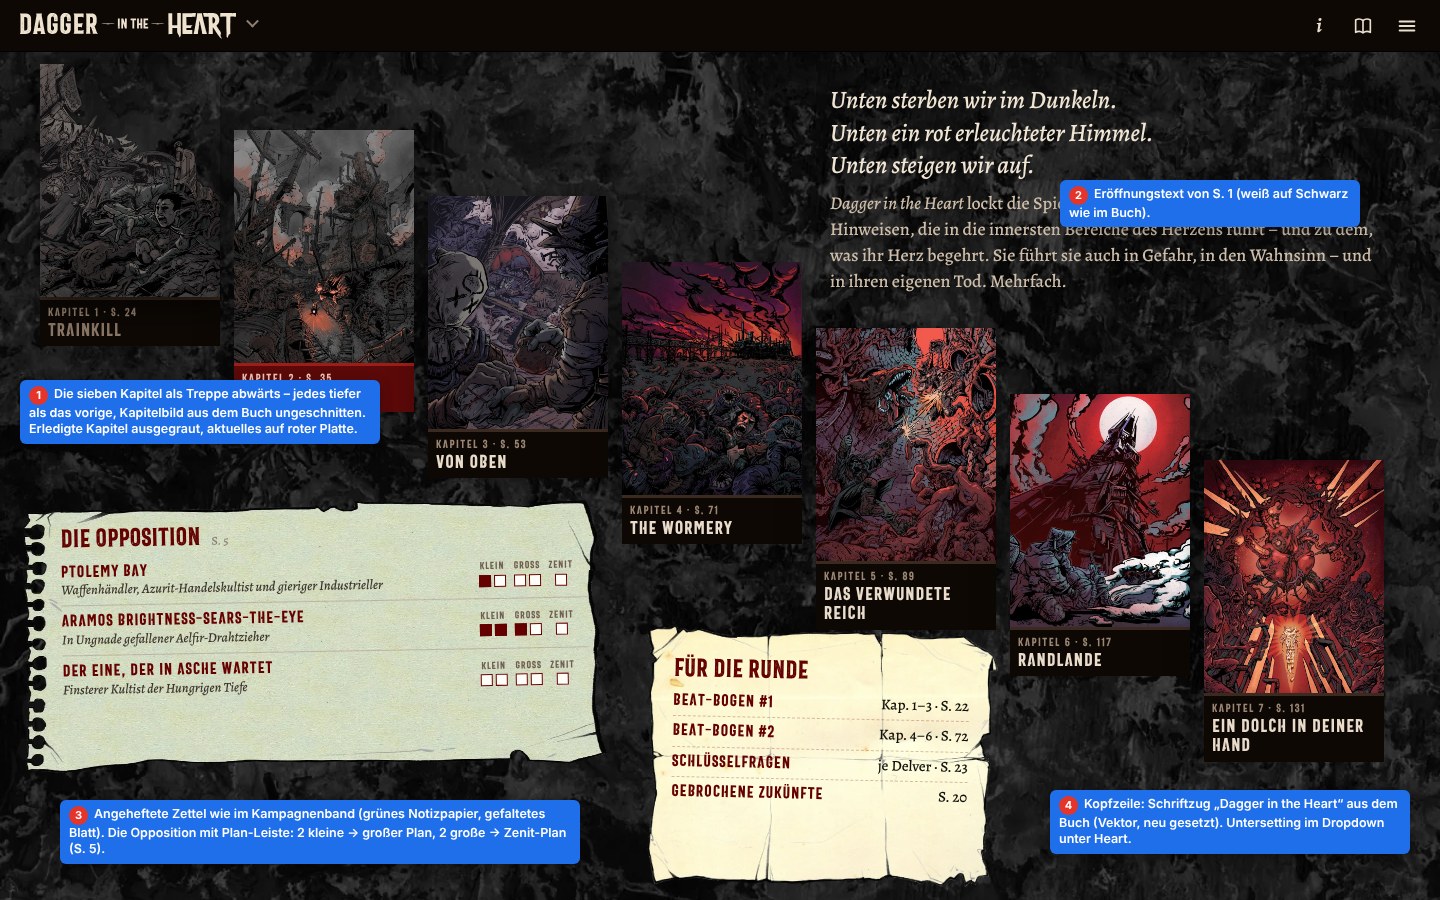 DAGGER IN THE HEART
i
Unten sterben wir im Dunkeln.
Unten ein rot erleuchteter Himmel.
Unten steigen wir auf.
Dagger in the Heart lockt die Spie
Hinweisen, die in die innersten Bereiche des Herzens führt – und zu dem,
was ihr Herz begehrt. Sie führt sie auch in Gefahr, in den Wahnsinn – und
in ihren eigenen Tod. Mehrfach.
2 Eröffnungstext von S. 1 (weiß auf Schwarz
wie im Buch).
KAPITEL 1 · S. 24
TRAINKILL
KAPITEL 2 · S. 35
1 Die sieben Kapitel als Treppe abwärts – jedes tiefer
als das vorige, Kapitelbild aus dem Buch ungeschnitten.
Erledigte Kapitel ausgegraut, aktuelles auf roter Platte.
KAPITEL 3 · S. 53
VON OBEN
KAPITEL 4 · S. 71
THE WORMERY
KAPITEL 5 · S. 89
DAS VERWUNDETE
REICH
KAPITEL 6 · S. 117
RANDLANDE
KAPITEL 7 · S. 131
EIN DOLCH IN DEINER
HAND
DIE OPPOSITION S. 5
PTOLEMY BAY
Waffenhändler, Azurit-Handelskultist und gieriger Industrieller
KLEIN GROSS ZENIT
ARAMOS BRIGHTNESS-SEARS-THE-EYE
In Ungnade gefallener Aelfir-Drahtzieher
KLEIN GROSS ZENIT
DER EINE, DER IN ASCHE WARTET
Finsterer Kultist der Hungrigen Tiefe
KLEIN GROSS ZENIT
FÜR DIE RUNDE
BEAT-BOGEN #1 Kap. 1–3 · S. 22
BEAT-BOGEN #2 Kap. 4–6 · S. 72
SCHLÜSSELFRAGEN je Delver · S. 23
GEBROCHENE ZUKÜNFTE S. 20
3 Angeheftete Zettel wie im Kampagnenband (grünes Notizpapier, gefaltetes
Blatt). Die Opposition mit Plan-Leiste: 2 kleine → großer Plan, 2 große → Zenit-Plan
(S. 5).
4 Kopfzeile: Schriftzug „Dagger in the Heart“ aus dem
Buch (Vektor, neu gesetzt). Untersetting im Dropdown
unter Heart.